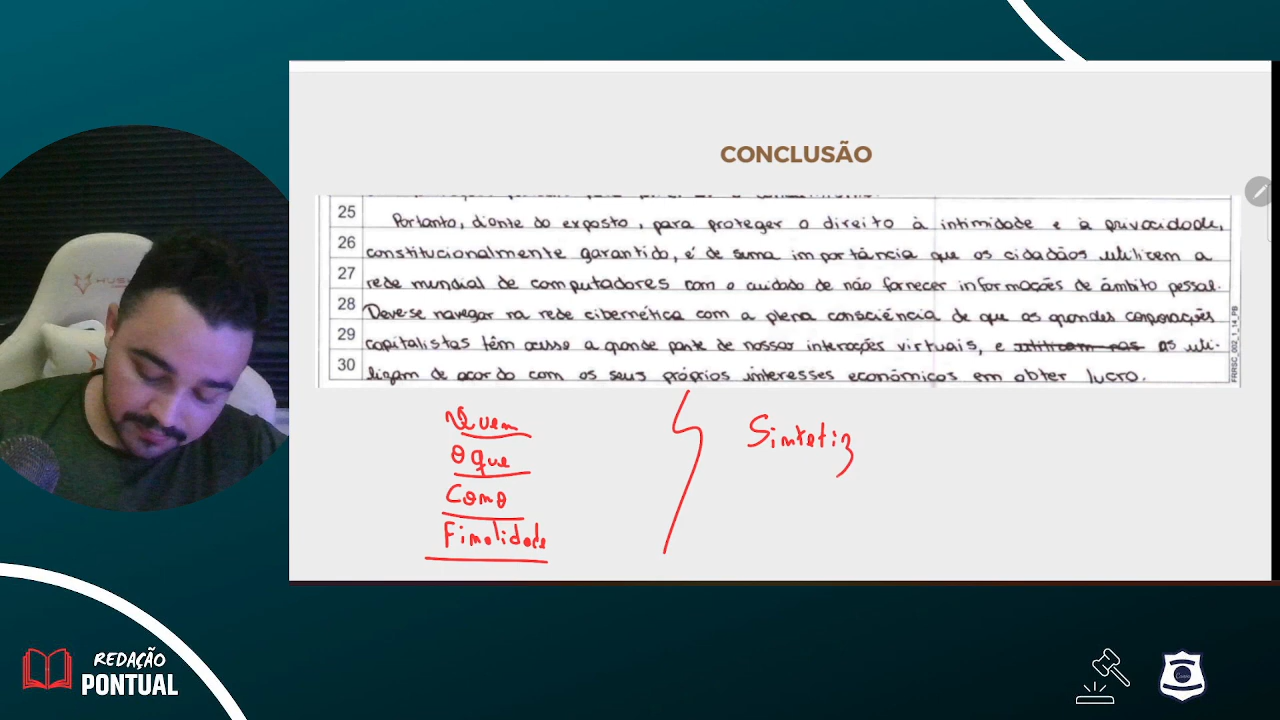 CONCLUSÃO
25 Portanto, diante do exposto, para proteger o direito à intimidade e à privacidade,
26 constitucionalmente garantido, é de suma importância que os cidadãos utilizem a
27 rede mundial de computadores com o cuidado de não fornecer informações de âmbito pessal.
28 Deve-se navegar na rede cibernética com a plena consciência de que as grandes corporações
29 capitalistas têm acesso a grande parte de nossas interações virtuais, e as uti-
30 lizam de acordo com os seus próprios interesses econômicos em obter lucro.
Quem
O que
Como
Finalidade
Sintetiz
REDAÇÃO
PONTUAL